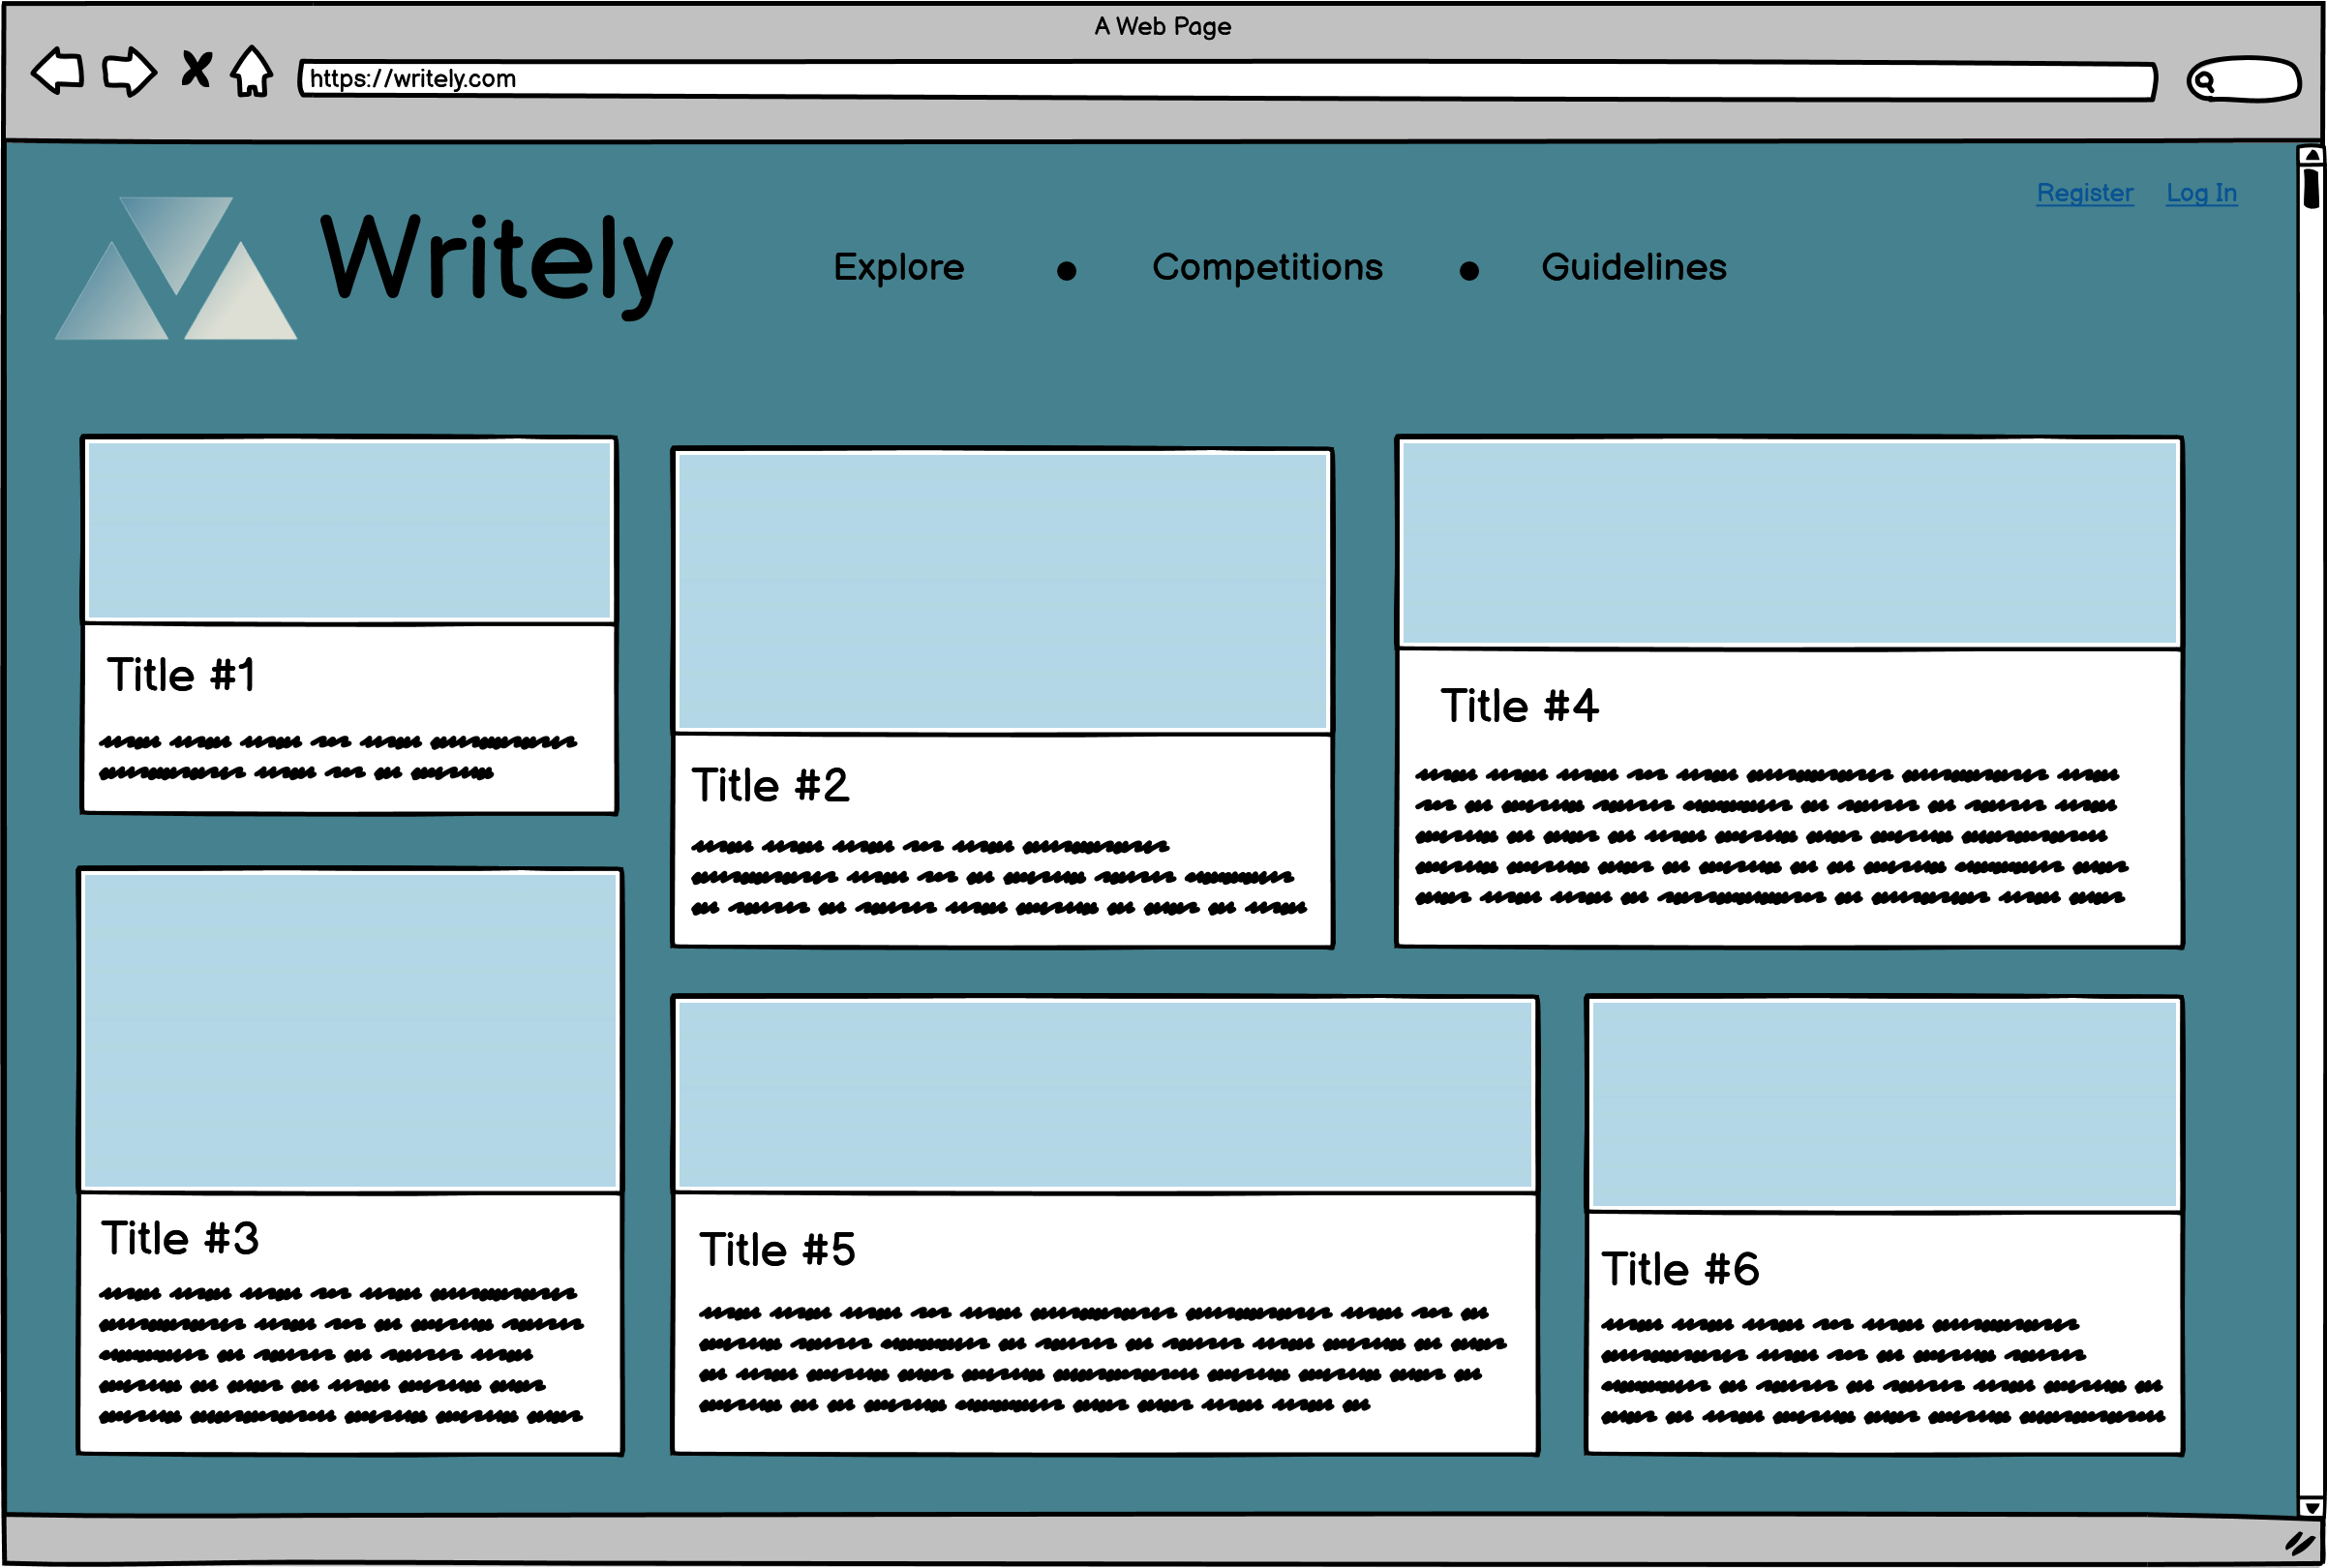 A Web Page
https://writely.com
Register Log In
Writely
Explore • Competitions • Guidelines
Title #1
Title #2
Title #4
Title #3
Title #5
Title #6